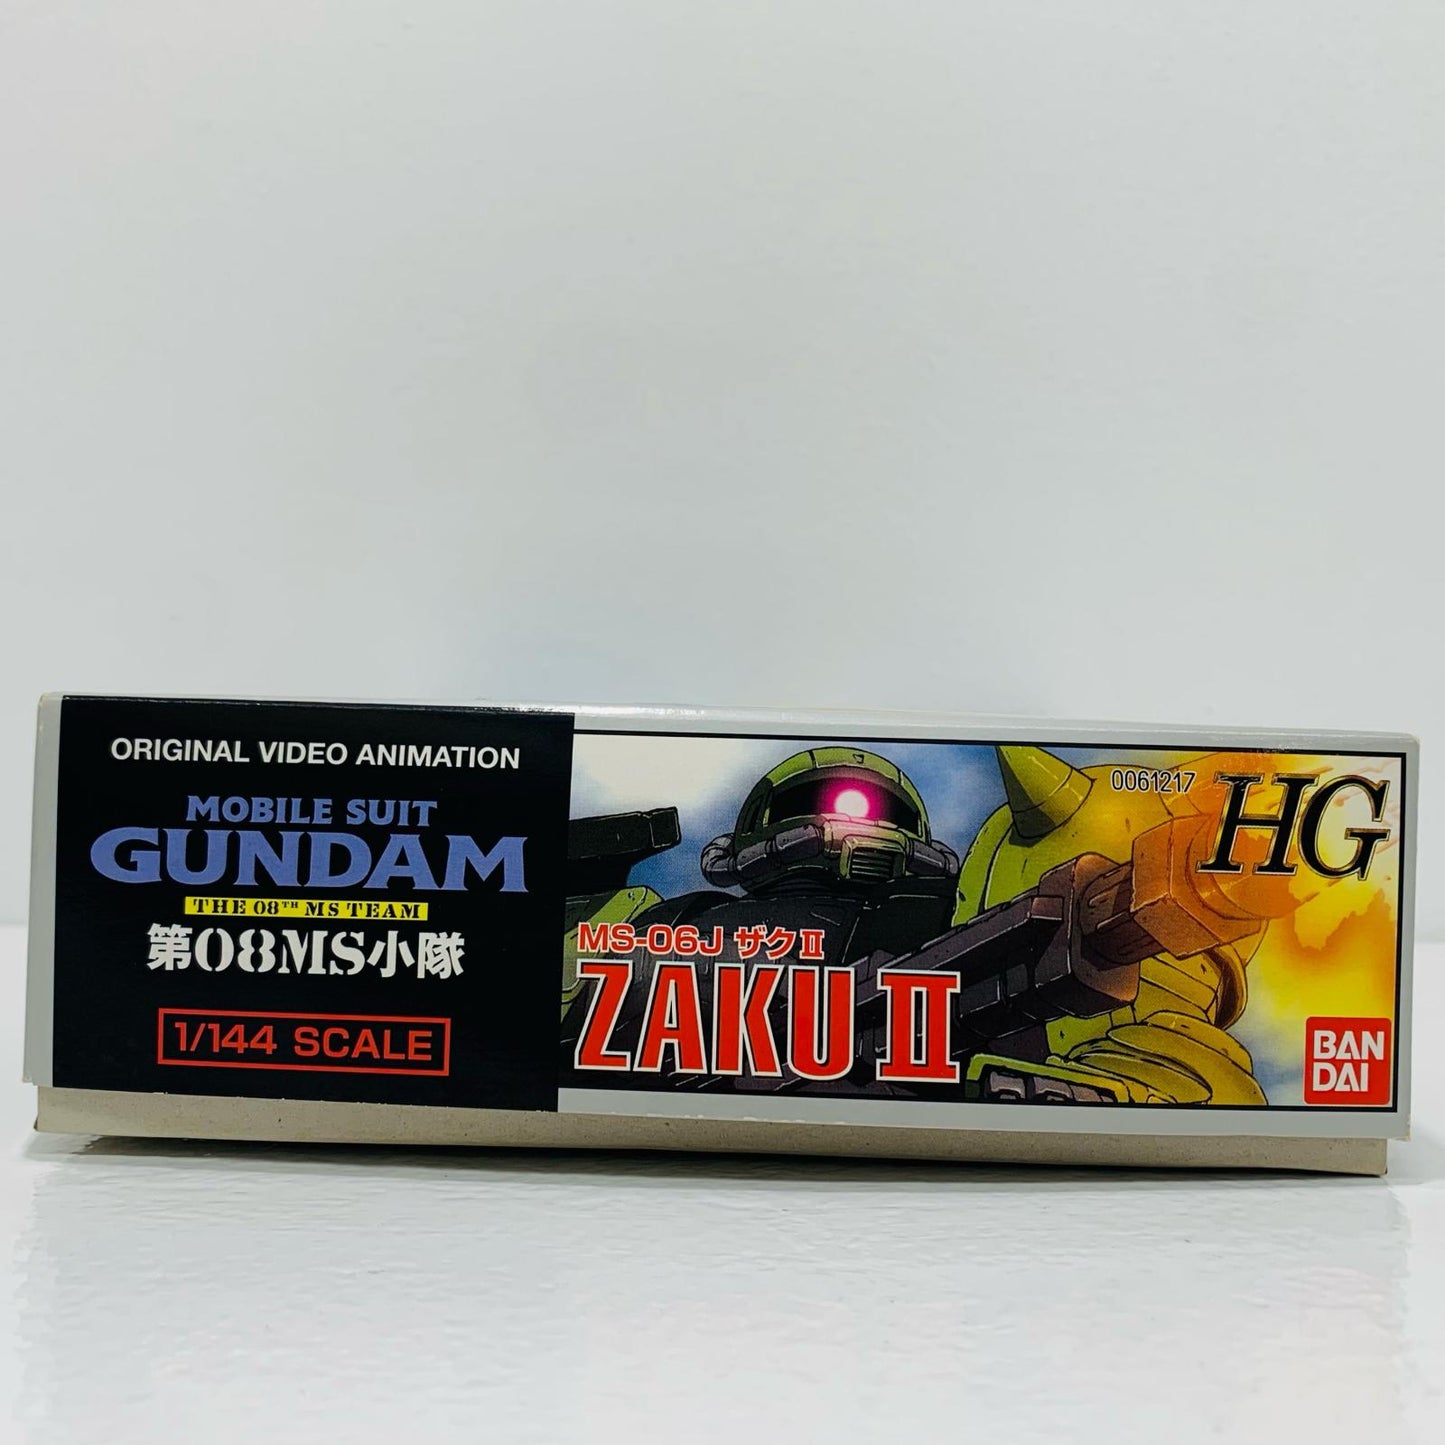 ORIGINAL VIDEO ANIMATION
MOBILE SUIT
GUNDAM
THE 08TH MS TEAM
第08MS小隊
1/144 SCALE
0061217
HG
MS-06J ザクⅡ
ZAKU Ⅱ
BAN
DAI